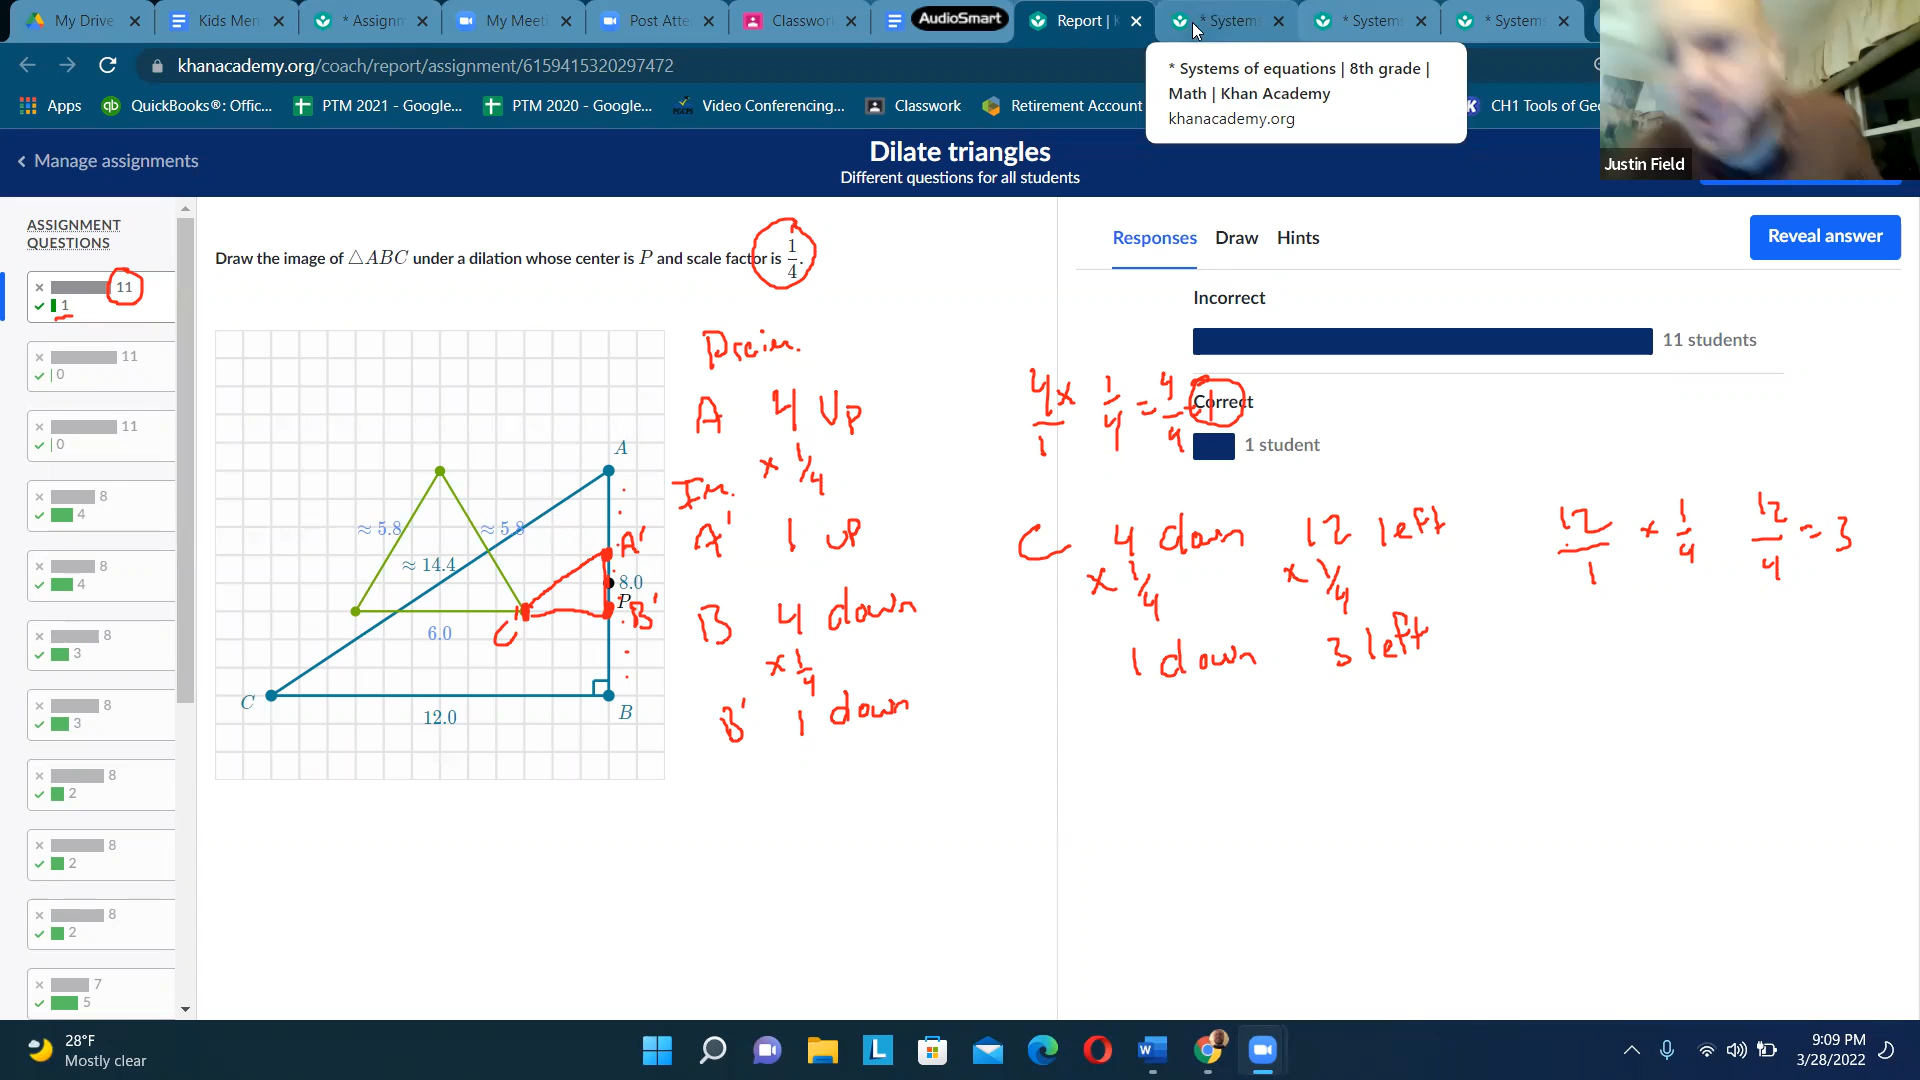 My Drive
Kids Men
* Assignm
My Meeti
Post Atte
Classwor
AudioSmart
Report | K
* Systems
* Systems
* Systems
khanacademy.org/coach/report/assignment/6159415320297472
* Systems of equations | 8th grade |
Math | Khan Academy
khanacademy.org
Apps
QuickBooks®: Offic...
PTM 2021 - Google...
PTM 2020 - Google...
Video Conferencing...
Classwork
Retirement Account
CH1 Tools of Geo
Justin Field
Manage assignments
Dilate triangles
Different questions for all students
ASSIGNMENT
QUESTIONS
11
1
11
0
11
0
8
4
8
4
8
3
8
3
8
2
8
2
8
2
7
5
Draw the image of △ABC under a dilation whose center is P and scale factor is 1/4.
A
≈ 5.8
≈ 5.8
≈ 14.4
A'
8.0
P
B'
C'
6.0
C
12.0
B
Preim.
A 4 Up
x 1/4
Im.
A' 1 up
B 4 down
x 1/4
B' 1 down
Responses
Draw
Hints
Reveal answer
Incorrect
11 students
Correct
1 student
4/1 x 1/4 = 4/4 = 1
C 4 down 12 left
x 1/4 x 1/4
1 down 3 left
12/1 x 1/4 12/4 = 3
28°F
Mostly clear
9:09 PM
3/28/2022